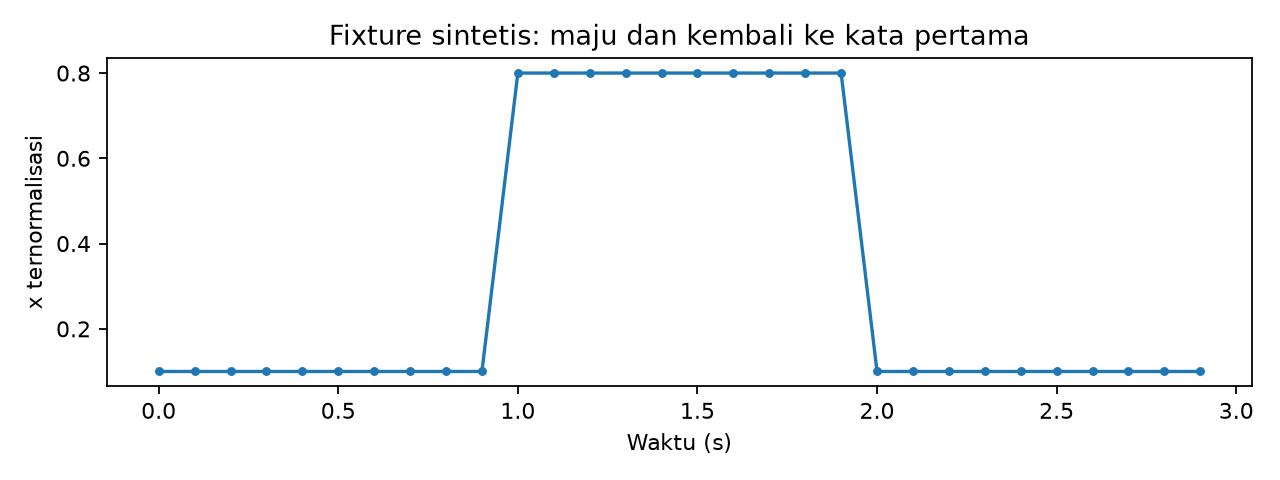 Fixture sintetis: maju dan kembali ke kata pertama
0.8
0.6
0.4
0.2
x ternormalisasi
0.0 0.5 1.0 1.5 2.0 2.5 3.0
Waktu (s)